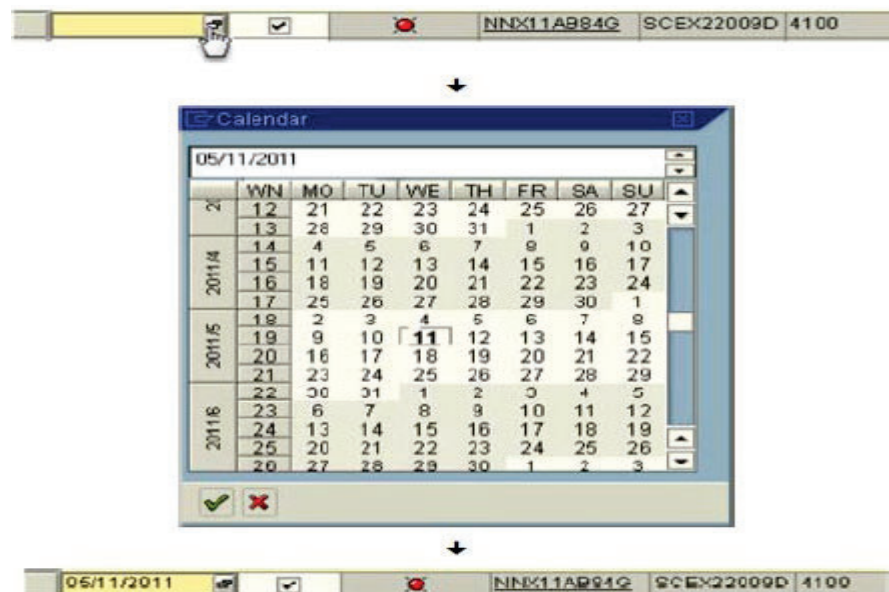 NNX11AB84G SCEX22009D 4100
Calendar
05/11/2011
WN MO TU WE TH FR SA SU
12 21 22 23 24 25 26 27
13 28 29 30 31 1 2 3
2011/4
14 4 5 6 7 8 9 10
15 11 12 13 14 15 16 17
16 18 19 20 21 22 23 24
17 25 26 27 28 29 30 1
2011/5
18 2 3 4 5 6 7 8
19 9 10 11 12 13 14 15
20 16 17 18 19 20 21 22
21 23 24 25 26 27 28 29
2011/6
22 30 31 1 2 3 4 5
23 6 7 8 9 10 11 12
24 13 14 15 16 17 18 19
25 20 21 22 23 24 25 26
26 27 28 29 30 1 2 3
05/11/2011 NNX11AB94G SCEX22009D 4100